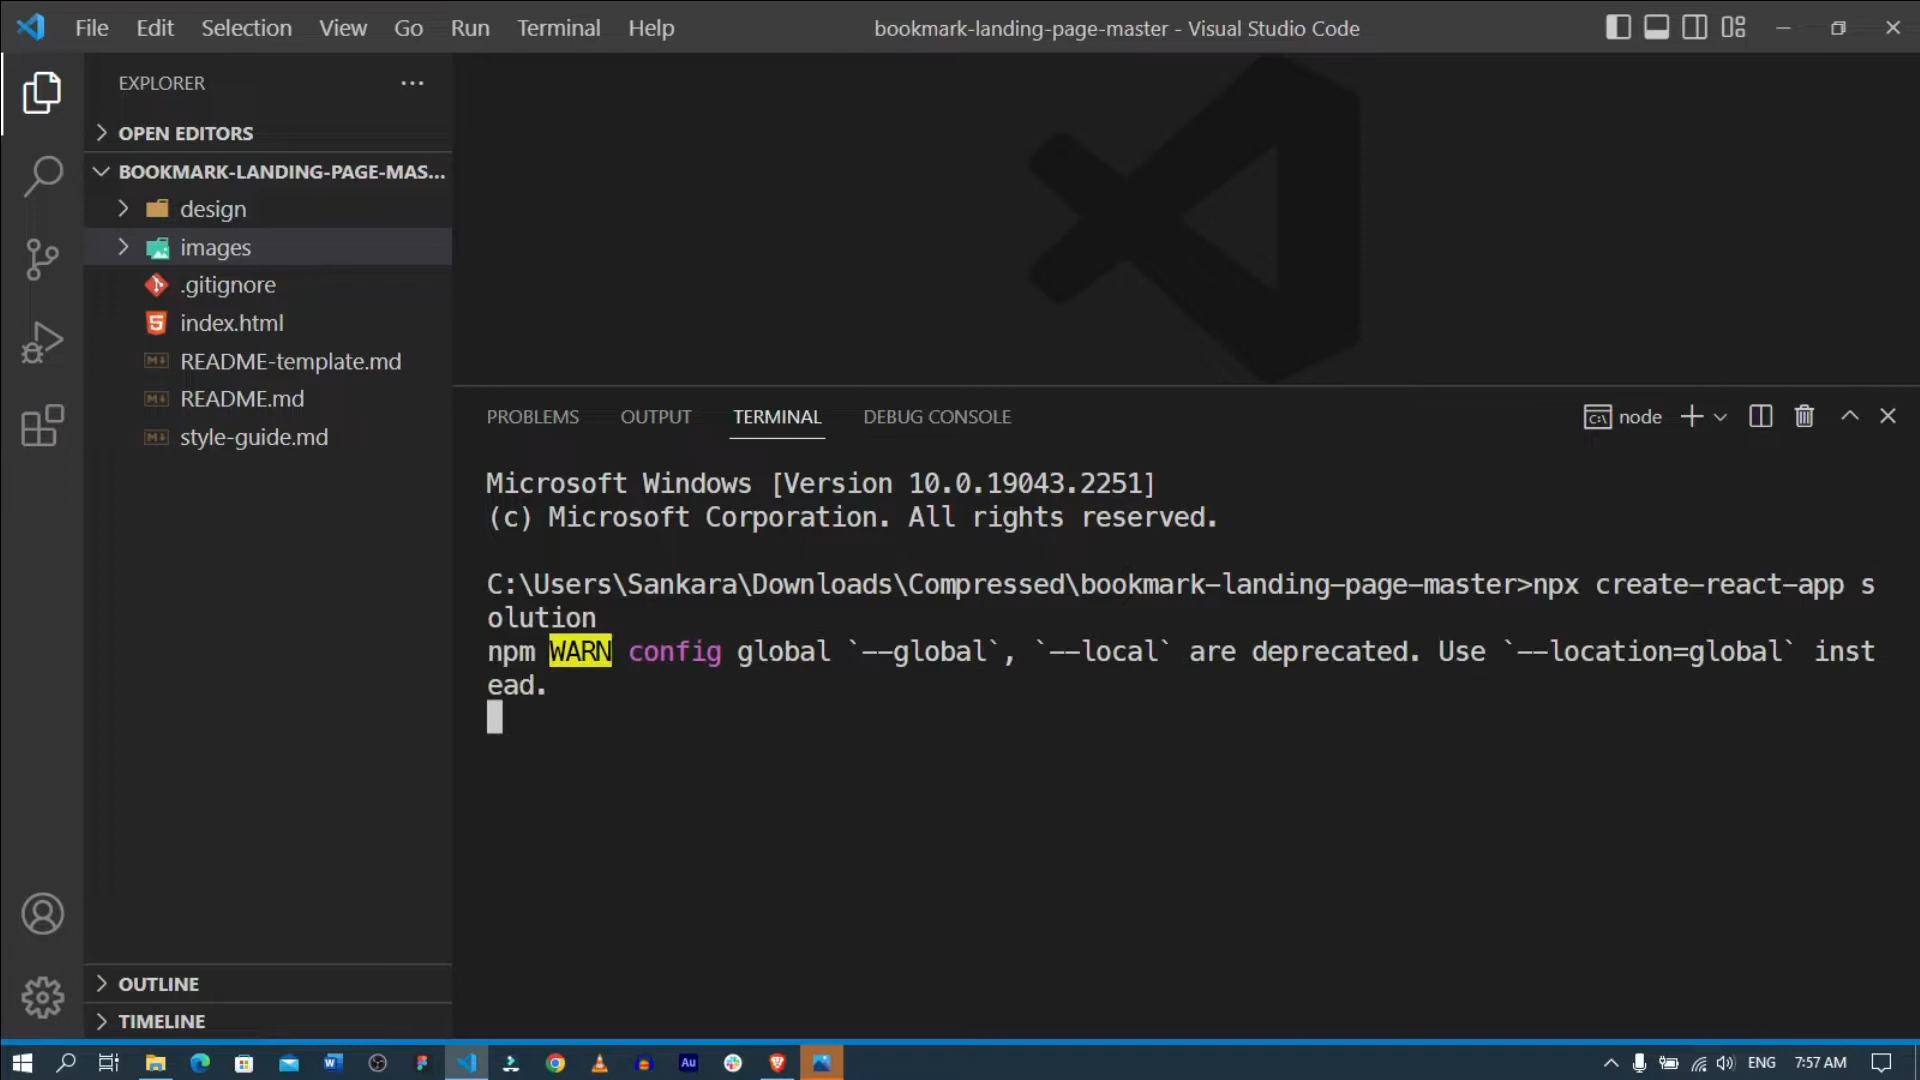 File Edit Selection View Go Run Terminal Help
bookmark-landing-page-master - Visual Studio Code
EXPLORER
OPEN EDITORS
BOOKMARK-LANDING-PAGE-MAS...
design
images
.gitignore
index.html
README-template.md
README.md
style-guide.md
OUTLINE
TIMELINE
PROBLEMS OUTPUT TERMINAL DEBUG CONSOLE
node
Microsoft Windows [Version 10.0.19043.2251]
(c) Microsoft Corporation. All rights reserved.
C:\Users\Sankara\Downloads\Compressed\bookmark-landing-page-master>npx create-react-app s
olution
npm WARN config global `--global`, `--local` are deprecated. Use `--location=global` inst
ead.
Au
ENG 7:57 AM